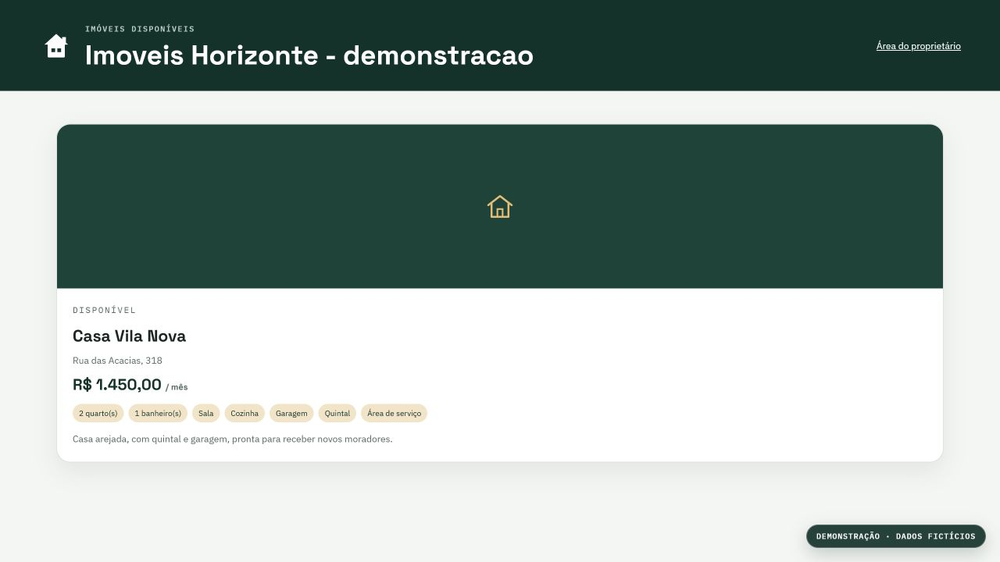 IMÓVEIS DISPONÍVEIS
Imoveis Horizonte - demonstracao
Área do proprietário
DISPONÍVEL
Casa Vila Nova
Rua das Acacias, 318
R$ 1.450,00 / mês
2 quarto(s) 1 banheiro(s) Sala Cozinha Garagem Quintal Área de serviço
Casa arejada, com quintal e garagem, pronta para receber novos moradores.
DEMONSTRAÇÃO · DADOS FICTÍCIOS